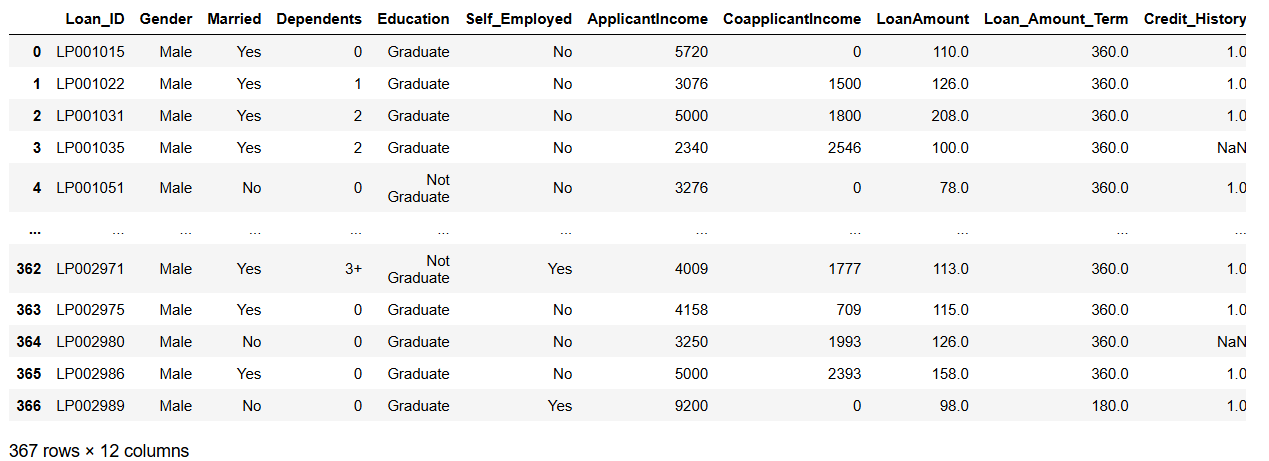 Loan_ID Gender Married Dependents Education Self_Employed ApplicantIncome CoapplicantIncome LoanAmount Loan_Amount_Term Credit_History
0 LP001015 Male Yes 0 Graduate No 5720 0 110.0 360.0 1.0
1 LP001022 Male Yes 1 Graduate No 3076 1500 126.0 360.0 1.0
2 LP001031 Male Yes 2 Graduate No 5000 1800 208.0 360.0 1.0
3 LP001035 Male Yes 2 Graduate No 2340 2546 100.0 360.0 NaN
4 LP001051 Male No 0 Not Graduate No 3276 0 78.0 360.0 1.0
... ... ... ... ... ... ... ... ... ... ... ...
362 LP002971 Male Yes 3+ Not Graduate Yes 4009 1777 113.0 360.0 1.0
363 LP002975 Male Yes 0 Graduate No 4158 709 115.0 360.0 1.0
364 LP002980 Male No 0 Graduate No 3250 1993 126.0 360.0 NaN
365 LP002986 Male Yes 0 Graduate No 5000 2393 158.0 360.0 1.0
366 LP002989 Male No 0 Graduate Yes 9200 0 98.0 180.0 1.0
367 rows × 12 columns